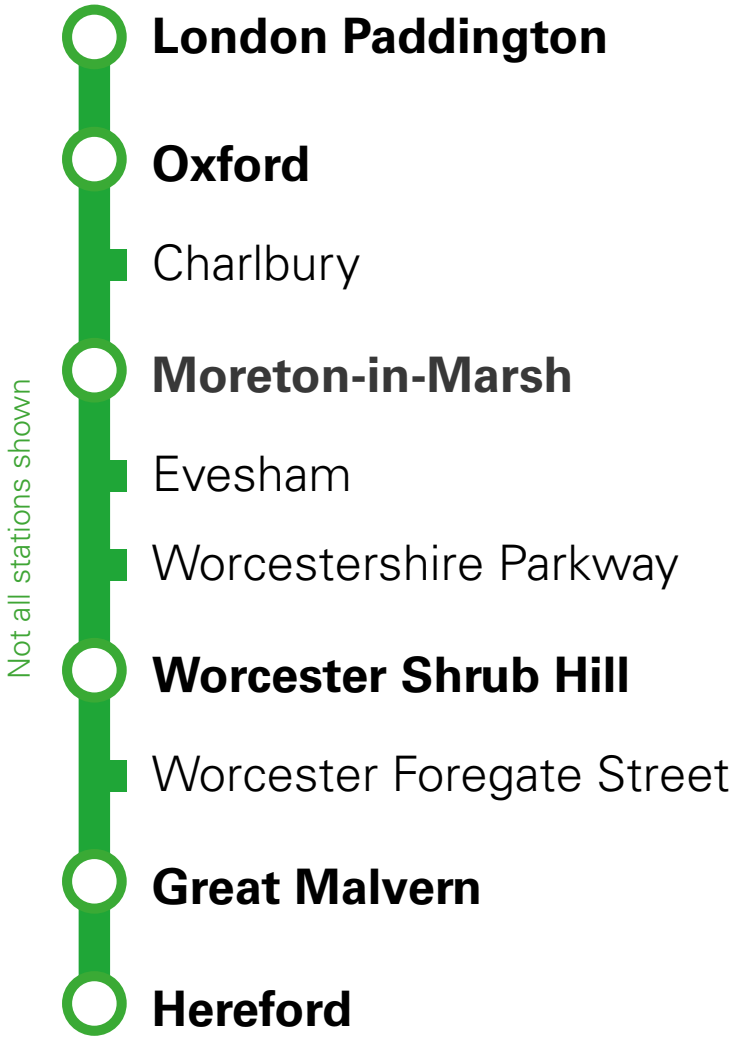 London Paddington
Oxford
Charlbury
Moreton-in-Marsh
Evesham
Worcestershire Parkway
Worcester Shrub Hill
Worcester Foregate Street
Great Malvern
Hereford
Not all stations shown